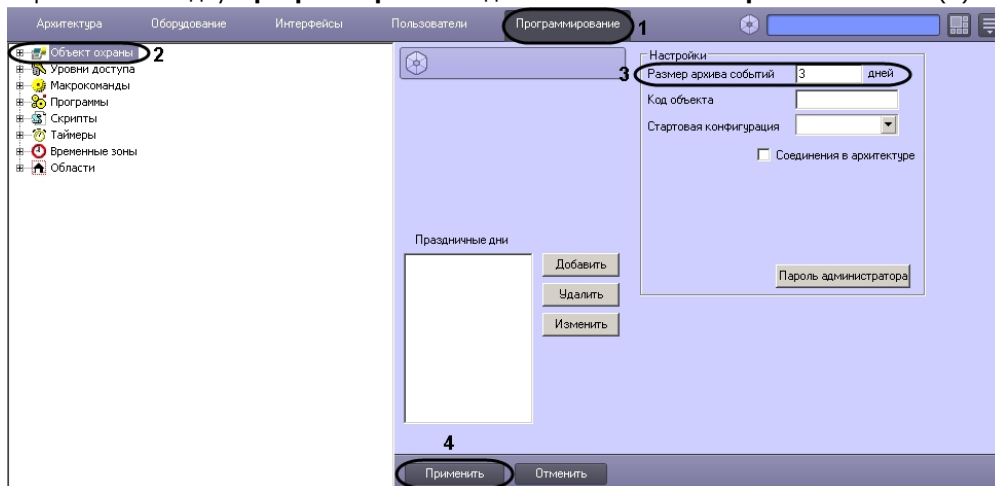 Архитектура Оборудование Интерфейсы Пользователи Программирование 1
Объект охраны 2
Уровни доступа
Макрокоманды
Программы
Скрипты
Таймеры
Временные зоны
Области
Настройки
3 Размер архива событий 3 дней
Код объекта
Стартовая конфигурация
Соединения в архитектуре
Пароль администратора
Праздничные дни
Добавить
Удалить
Изменить
4
Применить Отменить